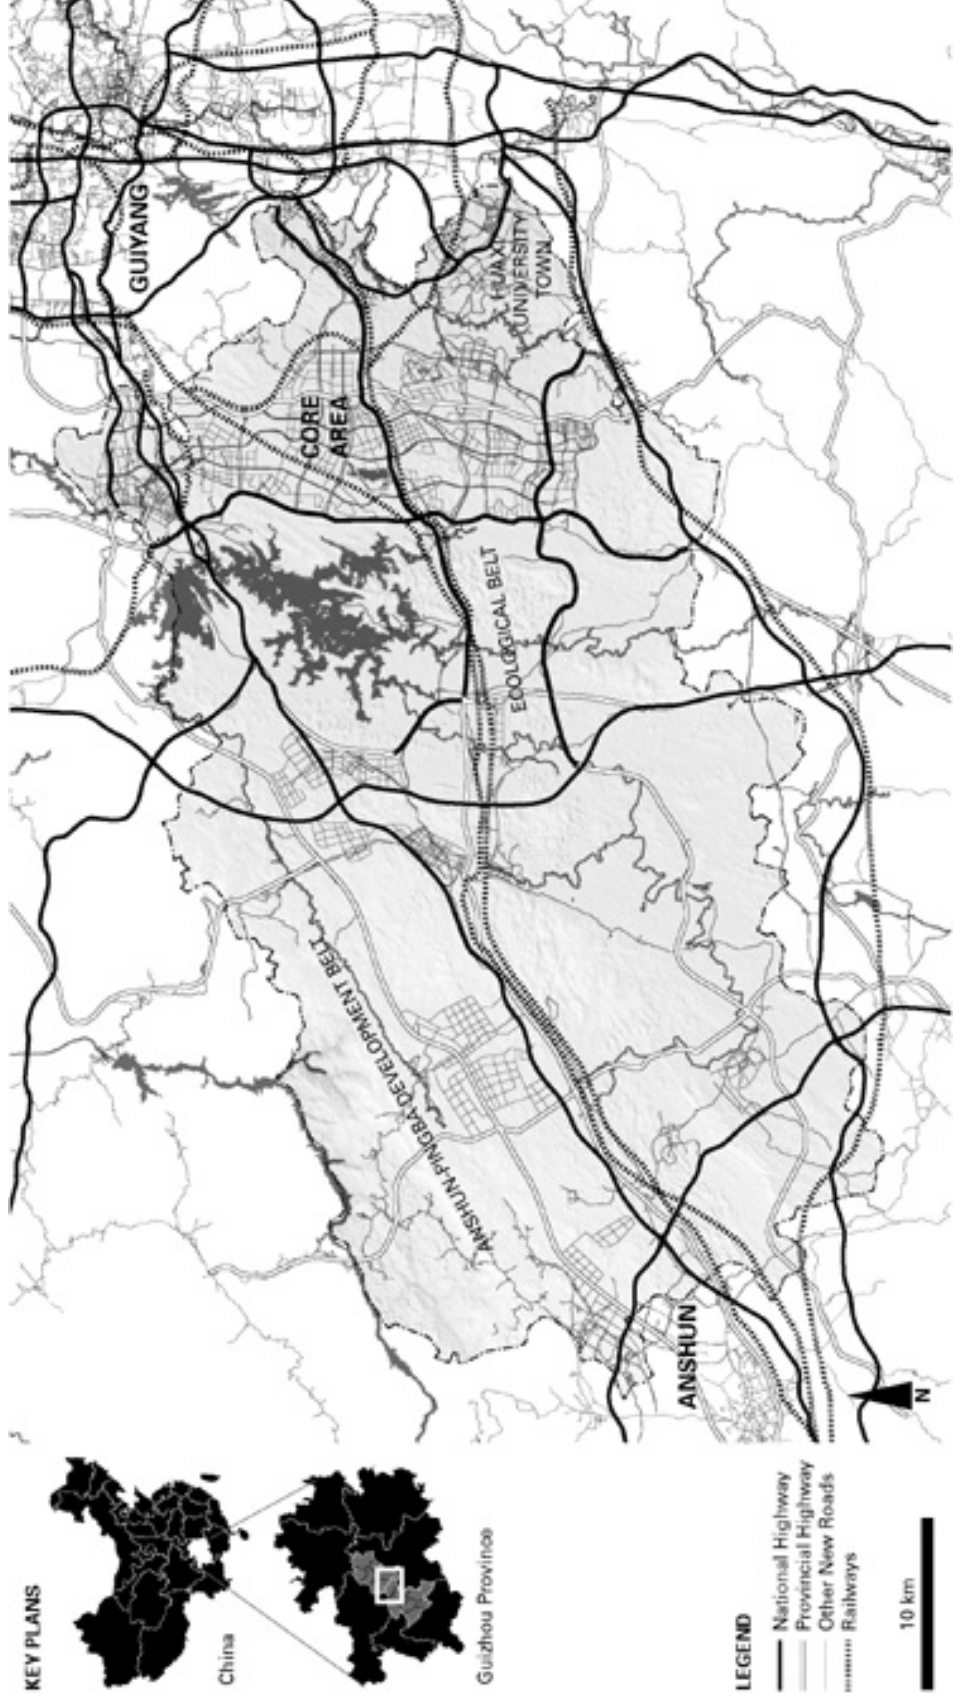 KEY PLANS
China
Guizhou Province
LEGEND
National Highway
Provincial Highway
Other New Roads
Railways
10 km
GUIYANG
CORE
AREA
HUAXI
UNIVERSITY
TOWN
ECOLOGICAL BELT
ANSHUN-PINGBA DEVELOPMENT BELT
ANSHUN
N